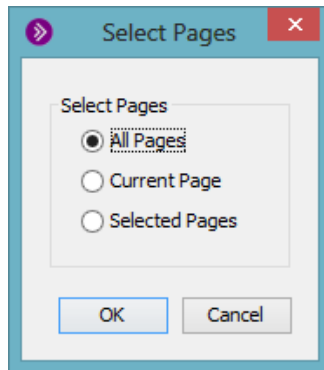 Select Pages
Select Pages
All Pages
Current Page
Selected Pages
OK Cancel